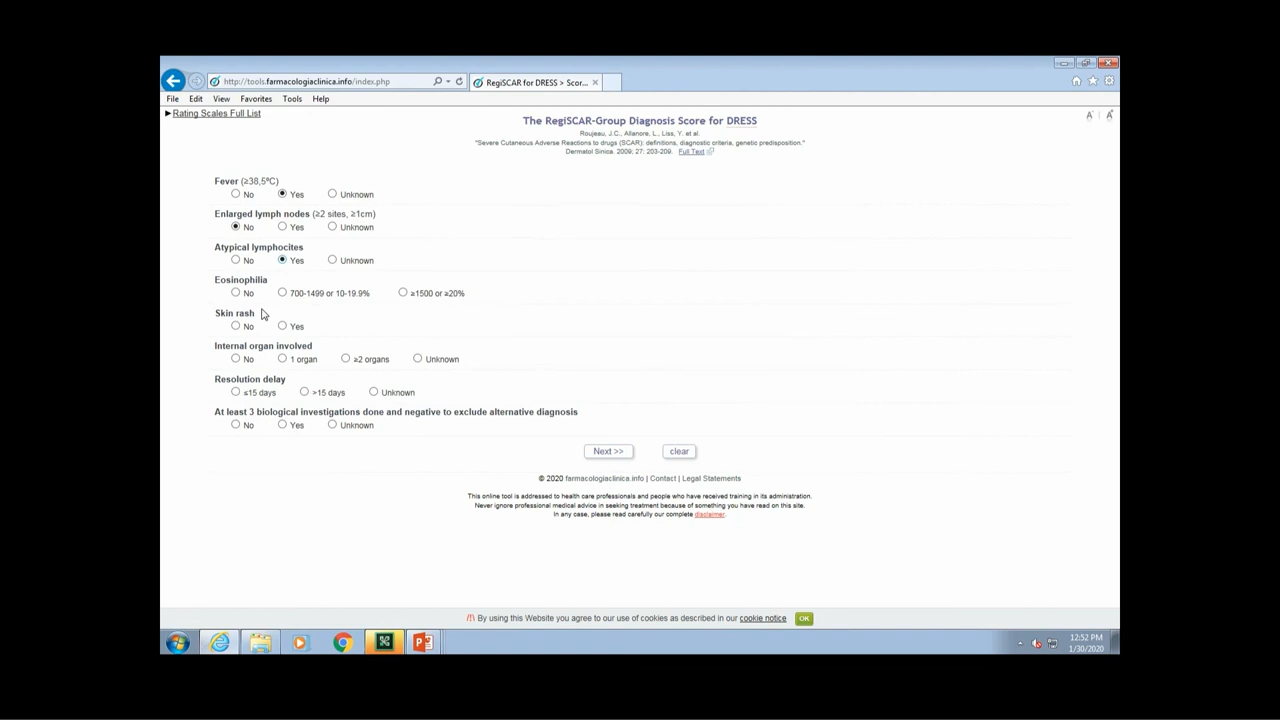 http://tools.farmacologiaclinica.info/index.php
RegiSCAR for DRESS > Scor...
File Edit View Favorites Tools Help
Rating Scales Full List
A- | A+
The RegiSCAR-Group Diagnosis Score for DRESS
Roujeau, J.C., Allanore, L., Liss, Y. et al.
"Severe Cutaneous Adverse Reactions to drugs (SCAR): definitions, diagnostic criteria, genetic predisposition."
Dermatol Sinica. 2009; 27: 203-209. Full Text
Fever (≥38,5ºC)
No Yes Unknown
Enlarged lymph nodes (≥2 sites, ≥1cm)
No Yes Unknown
Atypical lymphocites
No Yes Unknown
Eosinophilia
No 700-1499 or 10-19.9% ≥1500 or ≥20%
Skin rash
No Yes
Internal organ involved
No 1 organ ≥2 organs Unknown
Resolution delay
≤15 days >15 days Unknown
At least 3 biological investigations done and negative to exclude alternative diagnosis
No Yes Unknown
Next >> clear
© 2020 farmacologiaclinica.info | Contact | Legal Statements
This online tool is addressed to health care professionals and people who have received training in its administration.
Never ignore professional medical advice in seeking treatment because of something you have read on this site.
In any case, please read carefully our complete disclaimer.
/!\ By using this Website you agree to our use of cookies as described in our cookie notice OK
12:52 PM
1/30/2020